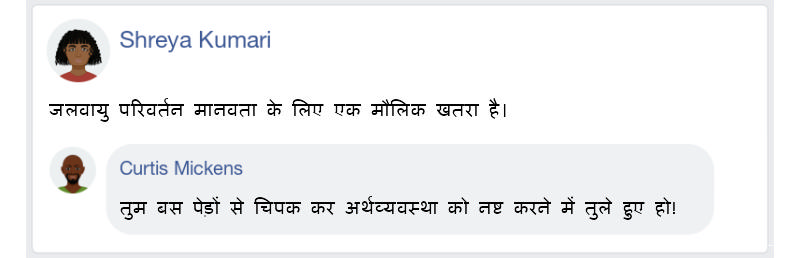 Shreya Kumari
जलवायु परिवर्तन मानवता के लिए एक मौलिक खतरा है।
Curtis Mickens
तुम बस पेड़ों से चिपक कर अर्थव्यवस्था को नष्ट करने में तुले हुए हो!